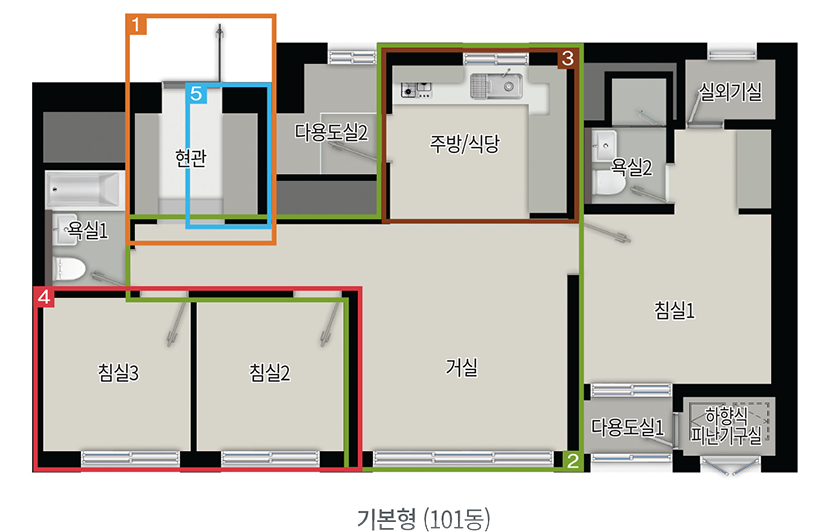 1
5
3
실외기실
다용도실2
주방/식당
현관
욕실2
욕실1
4
침실1
침실3
침실2
거실
하향식
피난기구실
다용도실1
2
기본형 (101동)